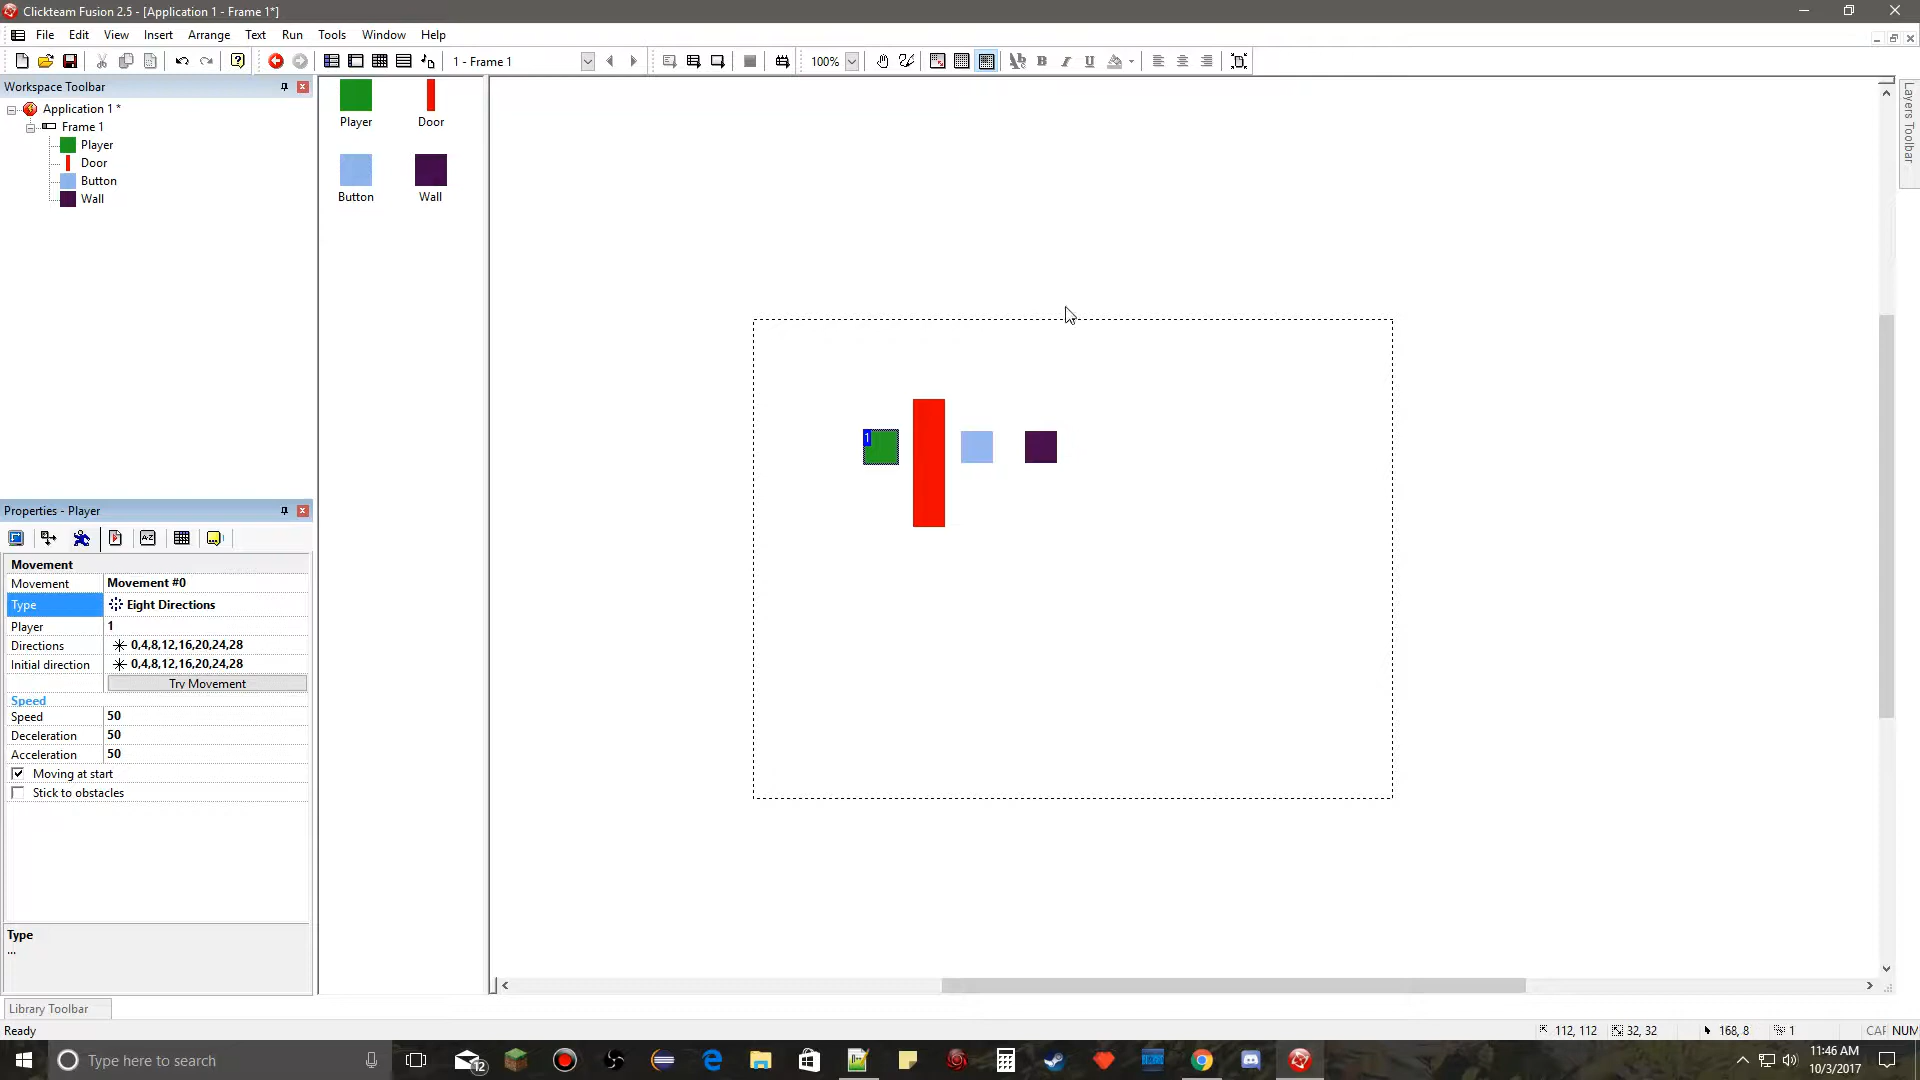 Clickteam Fusion 2.5 - [Application 1 - Frame 1*]
File Edit View Insert Arrange Text Run Tools Window Help
1 - Frame 1
100%
B I U
Workspace Toolbar
Application 1 *
Frame 1
Player
Door
Button
Wall
Player Door
Button Wall
Layers Toolbar
1
Properties - Player
Movement
Movement Movement #0
Type Eight Directions
Player 1
Directions 0,4,8,12,16,20,24,28
Initial direction 0,4,8,12,16,20,24,28
Try Movement
Speed
Speed 50
Deceleration 50
Acceleration 50
Moving at start
Stick to obstacles
Type
...
Library Toolbar
Ready
112, 112 32, 32 168, 8 1 CAP NUM
Type here to search
12
11:46 AM
10/3/2017